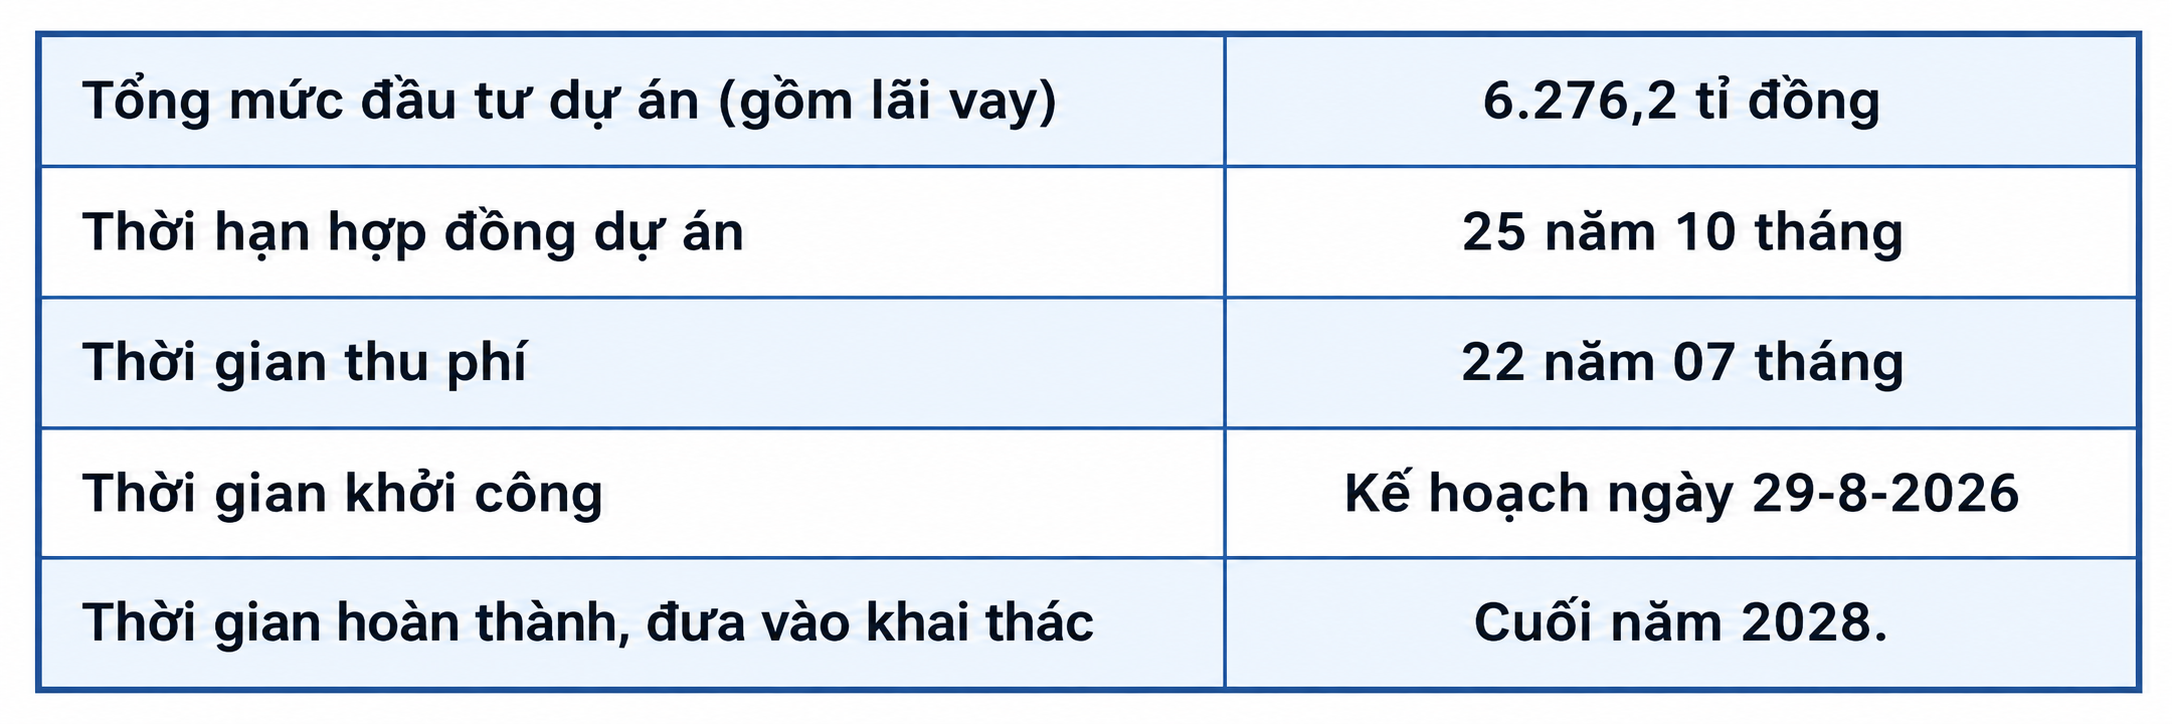 Tổng mức đầu tư dự án (gồm lãi vay) 6.276,2 tỉ đồng
Thời hạn hợp đồng dự án 25 năm 10 tháng
Thời gian thu phí 22 năm 07 tháng
Thời gian khởi công Kế hoạch ngày 29-8-2026
Thời gian hoàn thành, đưa vào khai thác Cuối năm 2028.